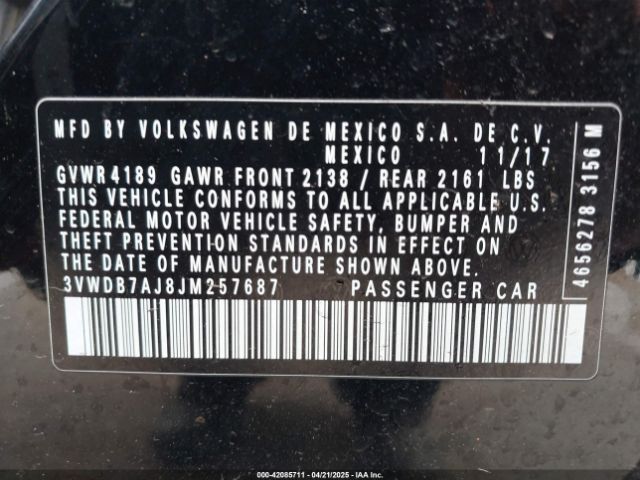 MFD BY VOLKSWAGEN DE MEXICO S.A. DE C.V.
MEXICO 11/17
GVWR 4189 GAWR FRONT 2138 / REAR 2161 LBS
THIS VEHICLE CONFORMS TO ALL APPLICABLE U.S.
FEDERAL MOTOR VEHICLE SAFETY, BUMPER AND
THEFT PREVENTION STANDARDS IN EFFECT ON
THE DATE OF MANUFACTURE SHOWN ABOVE.
3VWDB7AJ8JM257687 PASSENGER CAR
4656278 3156 M
000-42085711 - 04/21/2025 - IAA Inc.